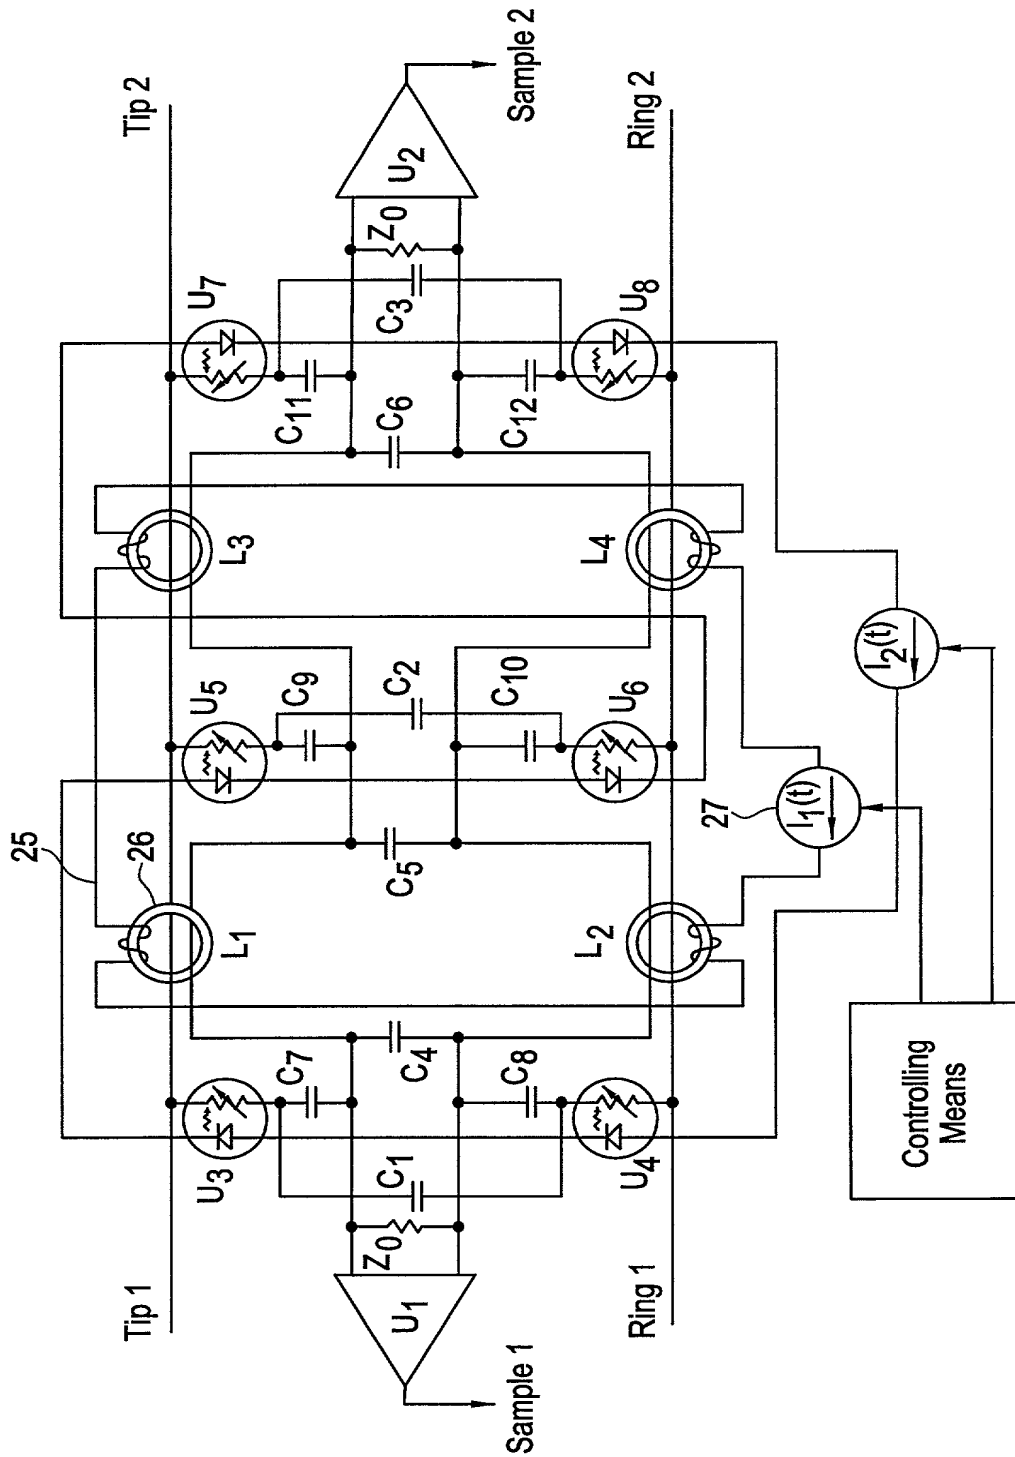 Tip 1
Tip 2
25
26
U3
U5
U7
L1
L3
C7
C9
C11
Sample 1
U1
Z0
C1
C4
C5
C2
C6
C3
Z0
U2
Sample 2
C8
C10
C12
U4
L2
U6
L4
U8
Ring 1
Ring 2
27
I1(t)
I2(t)
Controlling
Means